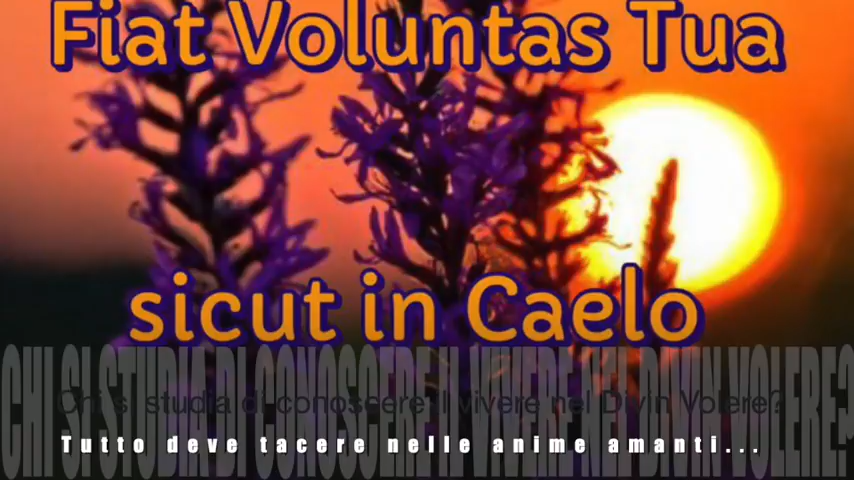 Fiat Voluntas Tua
sicut in Caelo
CHI SI STUDIA DI CONOSCERE IL VIVERE NEL DIVIN VOLERE?
Chi si studia di conoscere il vivere nel Divin Volere?
Tutto deve tacere nelle anime amanti...